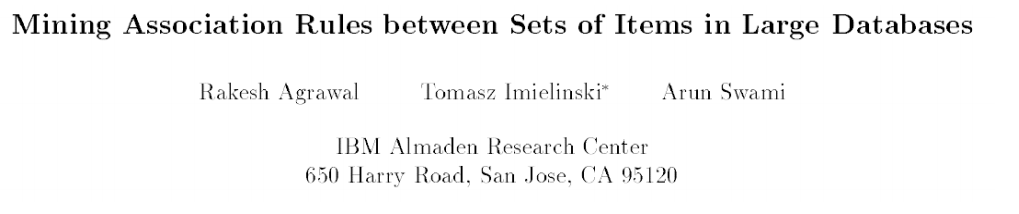 Mining Association Rules between Sets of Items in Large Databases
Rakesh Agrawal Tomasz Imielinski* Arun Swami
IBM Almaden Research Center
650 Harry Road, San Jose, CA 95120